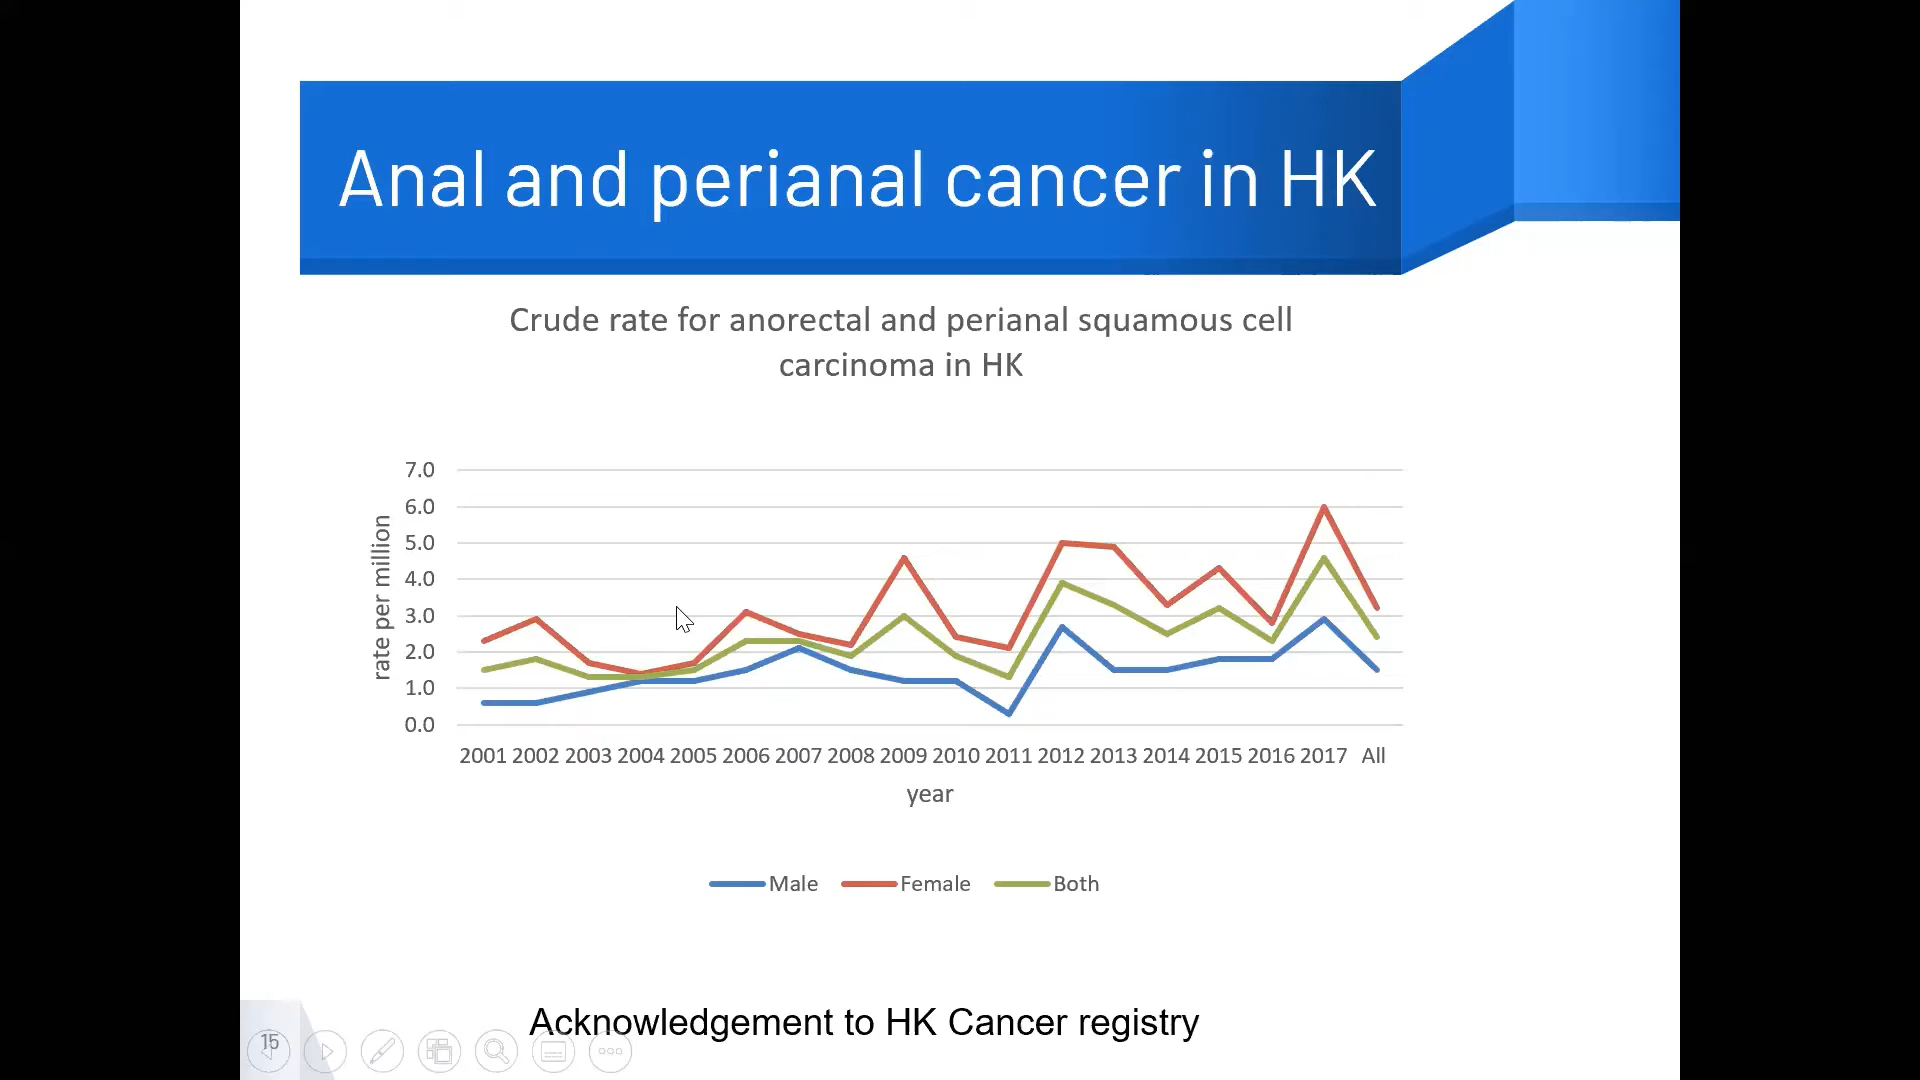 Anal and perianal cancer in HK
Crude rate for anorectal and perianal squamous cell
carcinoma in HK
7.0
6.0
5.0
4.0
3.0
2.0
1.0
0.0
rate per million
2001 2002 2003 2004 2005 2006 2007 2008 2009 2010 2011 2012 2013 2014 2015 2016 2017 All
year
Male Female Both
Acknowledgement to HK Cancer registry
15